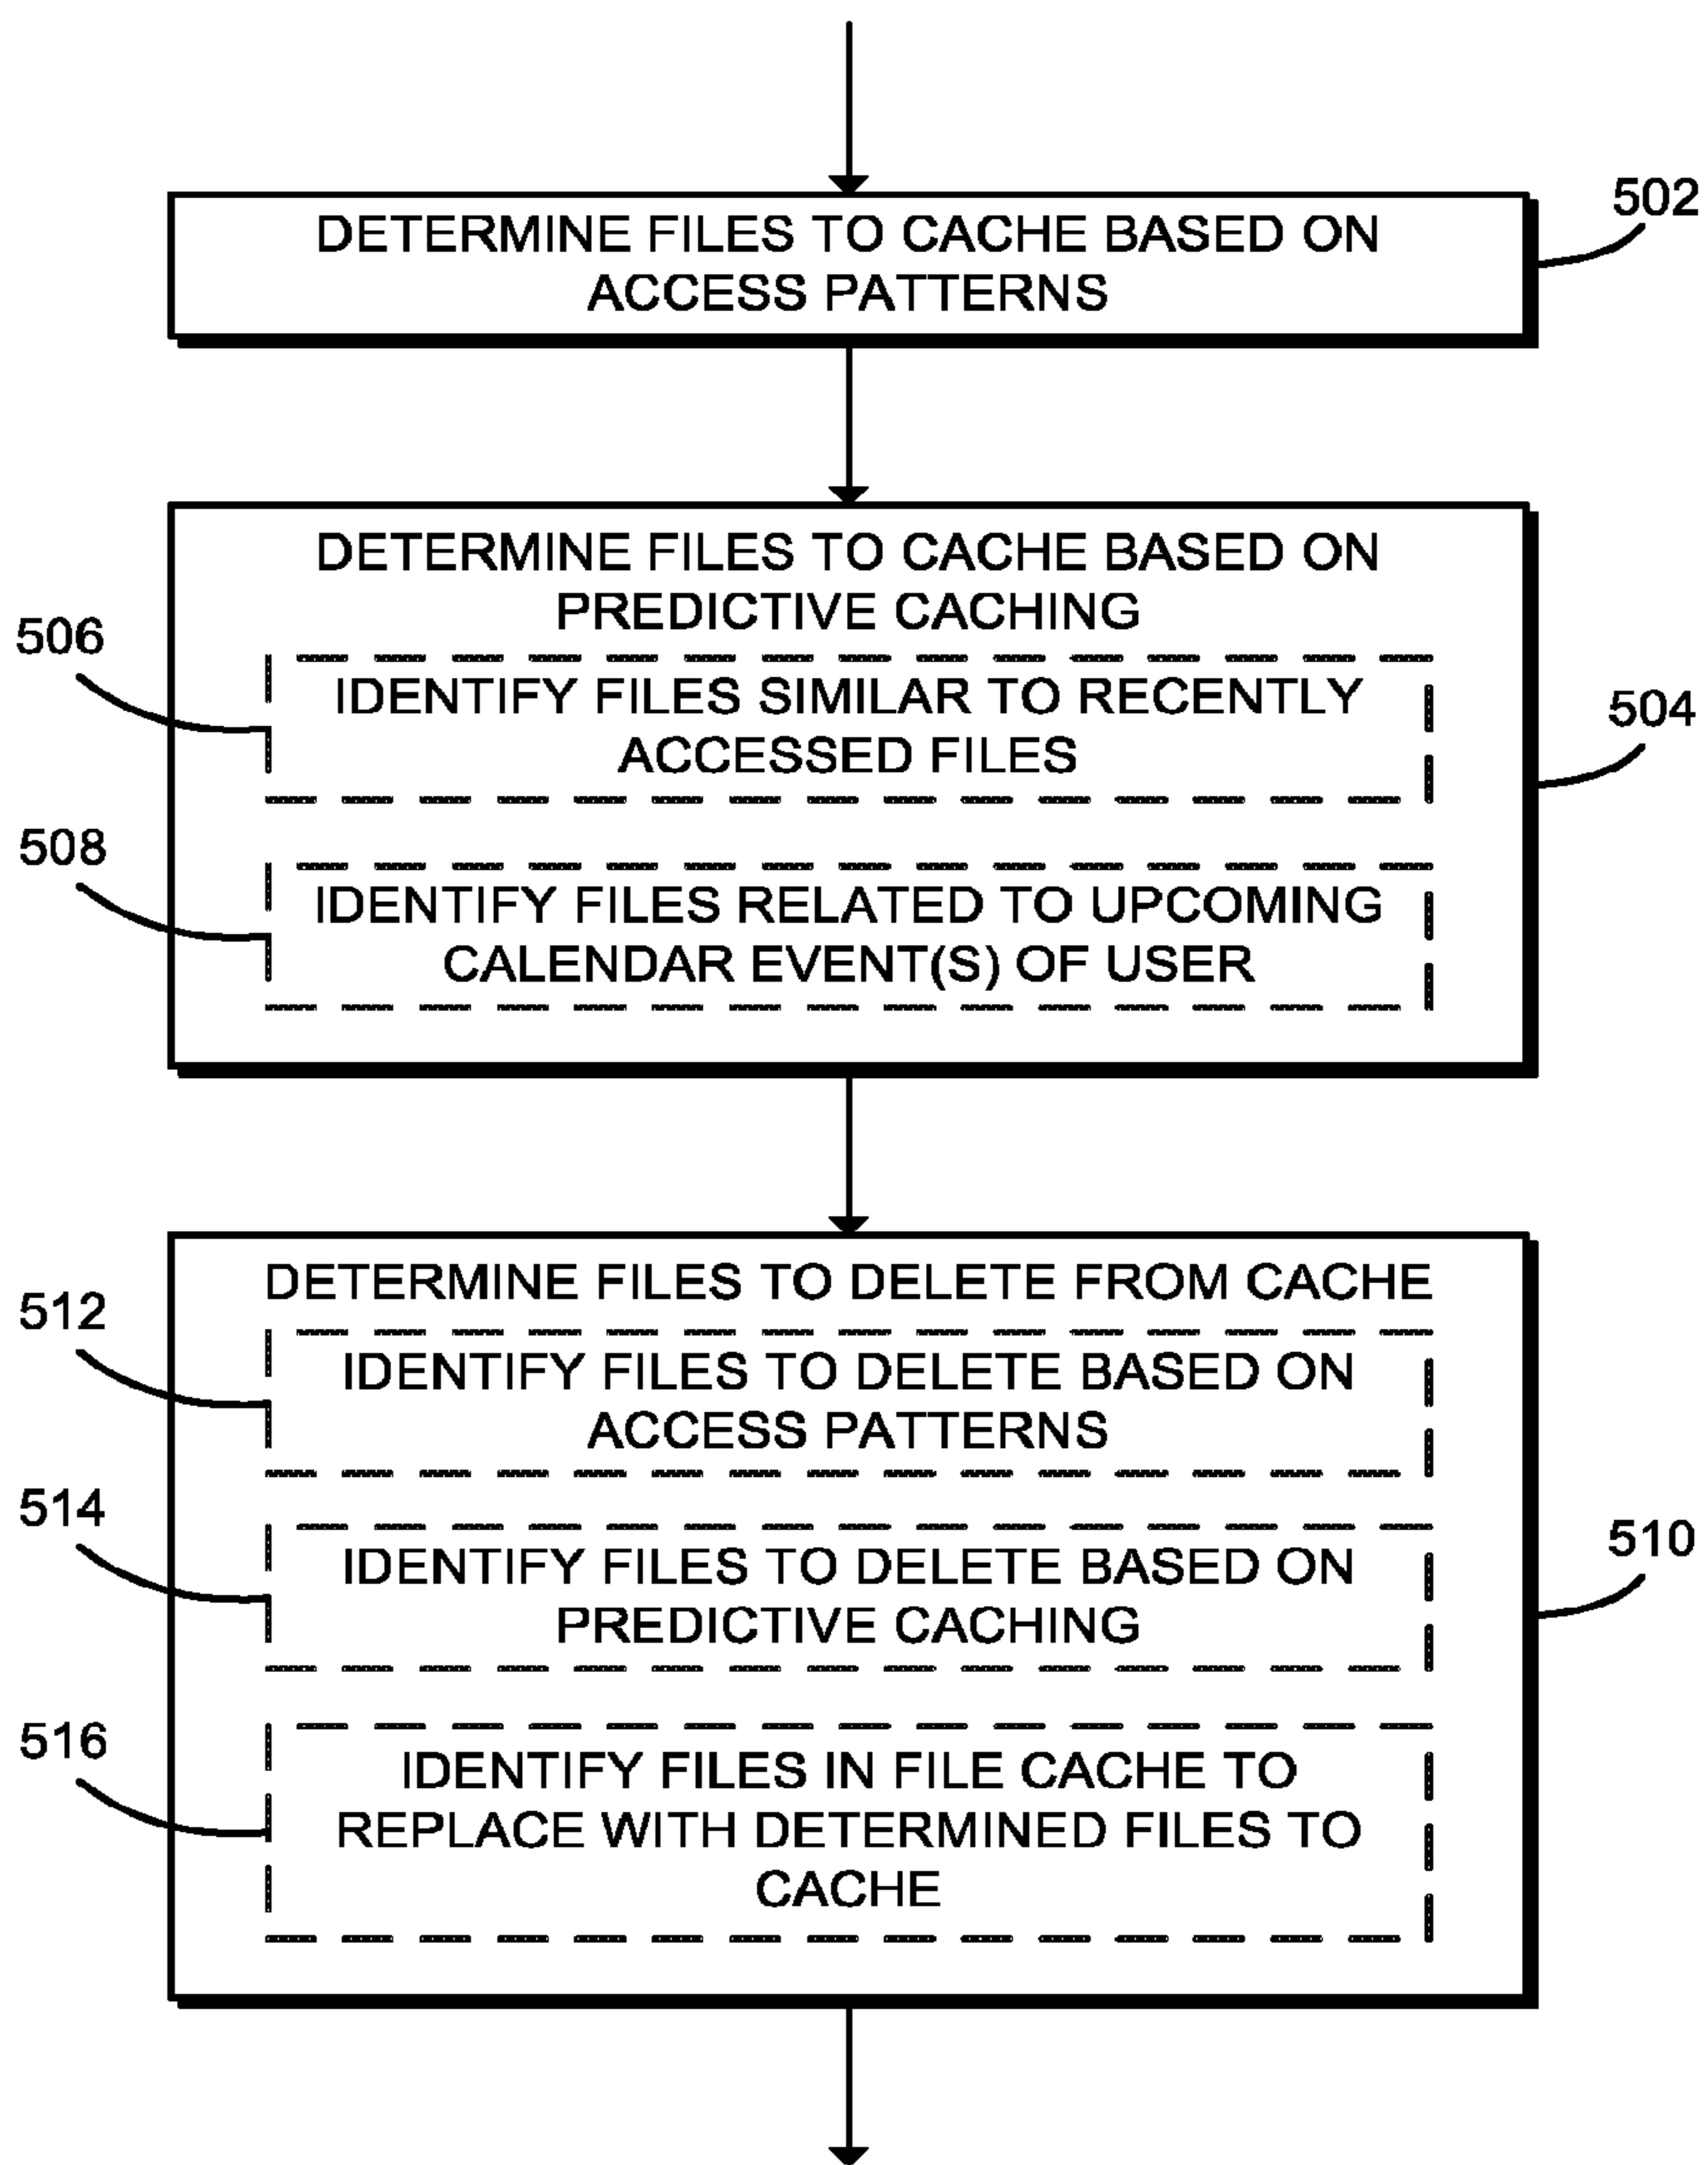 502
DETERMINE FILES TO CACHE BASED ON
ACCESS PATTERNS
504
DETERMINE FILES TO CACHE BASED ON
PREDICTIVE CACHING
506
IDENTIFY FILES SIMILAR TO RECENTLY
ACCESSED FILES
508
IDENTIFY FILES RELATED TO UPCOMING
CALENDAR EVENT(S) OF USER
510
DETERMINE FILES TO DELETE FROM CACHE
512
IDENTIFY FILES TO DELETE BASED ON
ACCESS PATTERNS
514
IDENTIFY FILES TO DELETE BASED ON
PREDICTIVE CACHING
516
IDENTIFY FILES IN FILE CACHE TO
REPLACE WITH DETERMINED FILES TO
CACHE